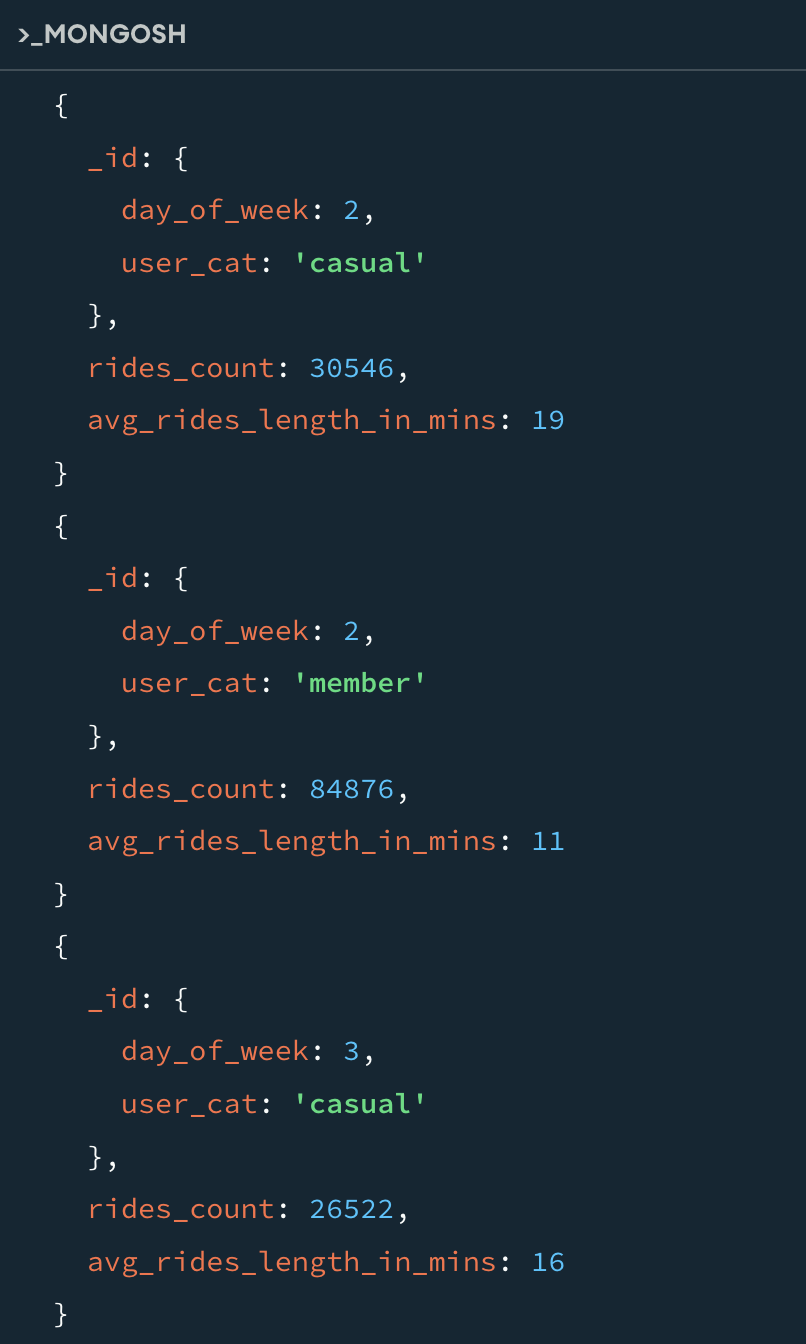 >_MONGOSH
{
_id: {
day_of_week: 2,
user_cat: 'casual'
},
rides_count: 30546,
avg_rides_length_in_mins: 19
}
{
_id: {
day_of_week: 2,
user_cat: 'member'
},
rides_count: 84876,
avg_rides_length_in_mins: 11
}
{
_id: {
day_of_week: 3,
user_cat: 'casual'
},
rides_count: 26522,
avg_rides_length_in_mins: 16
}